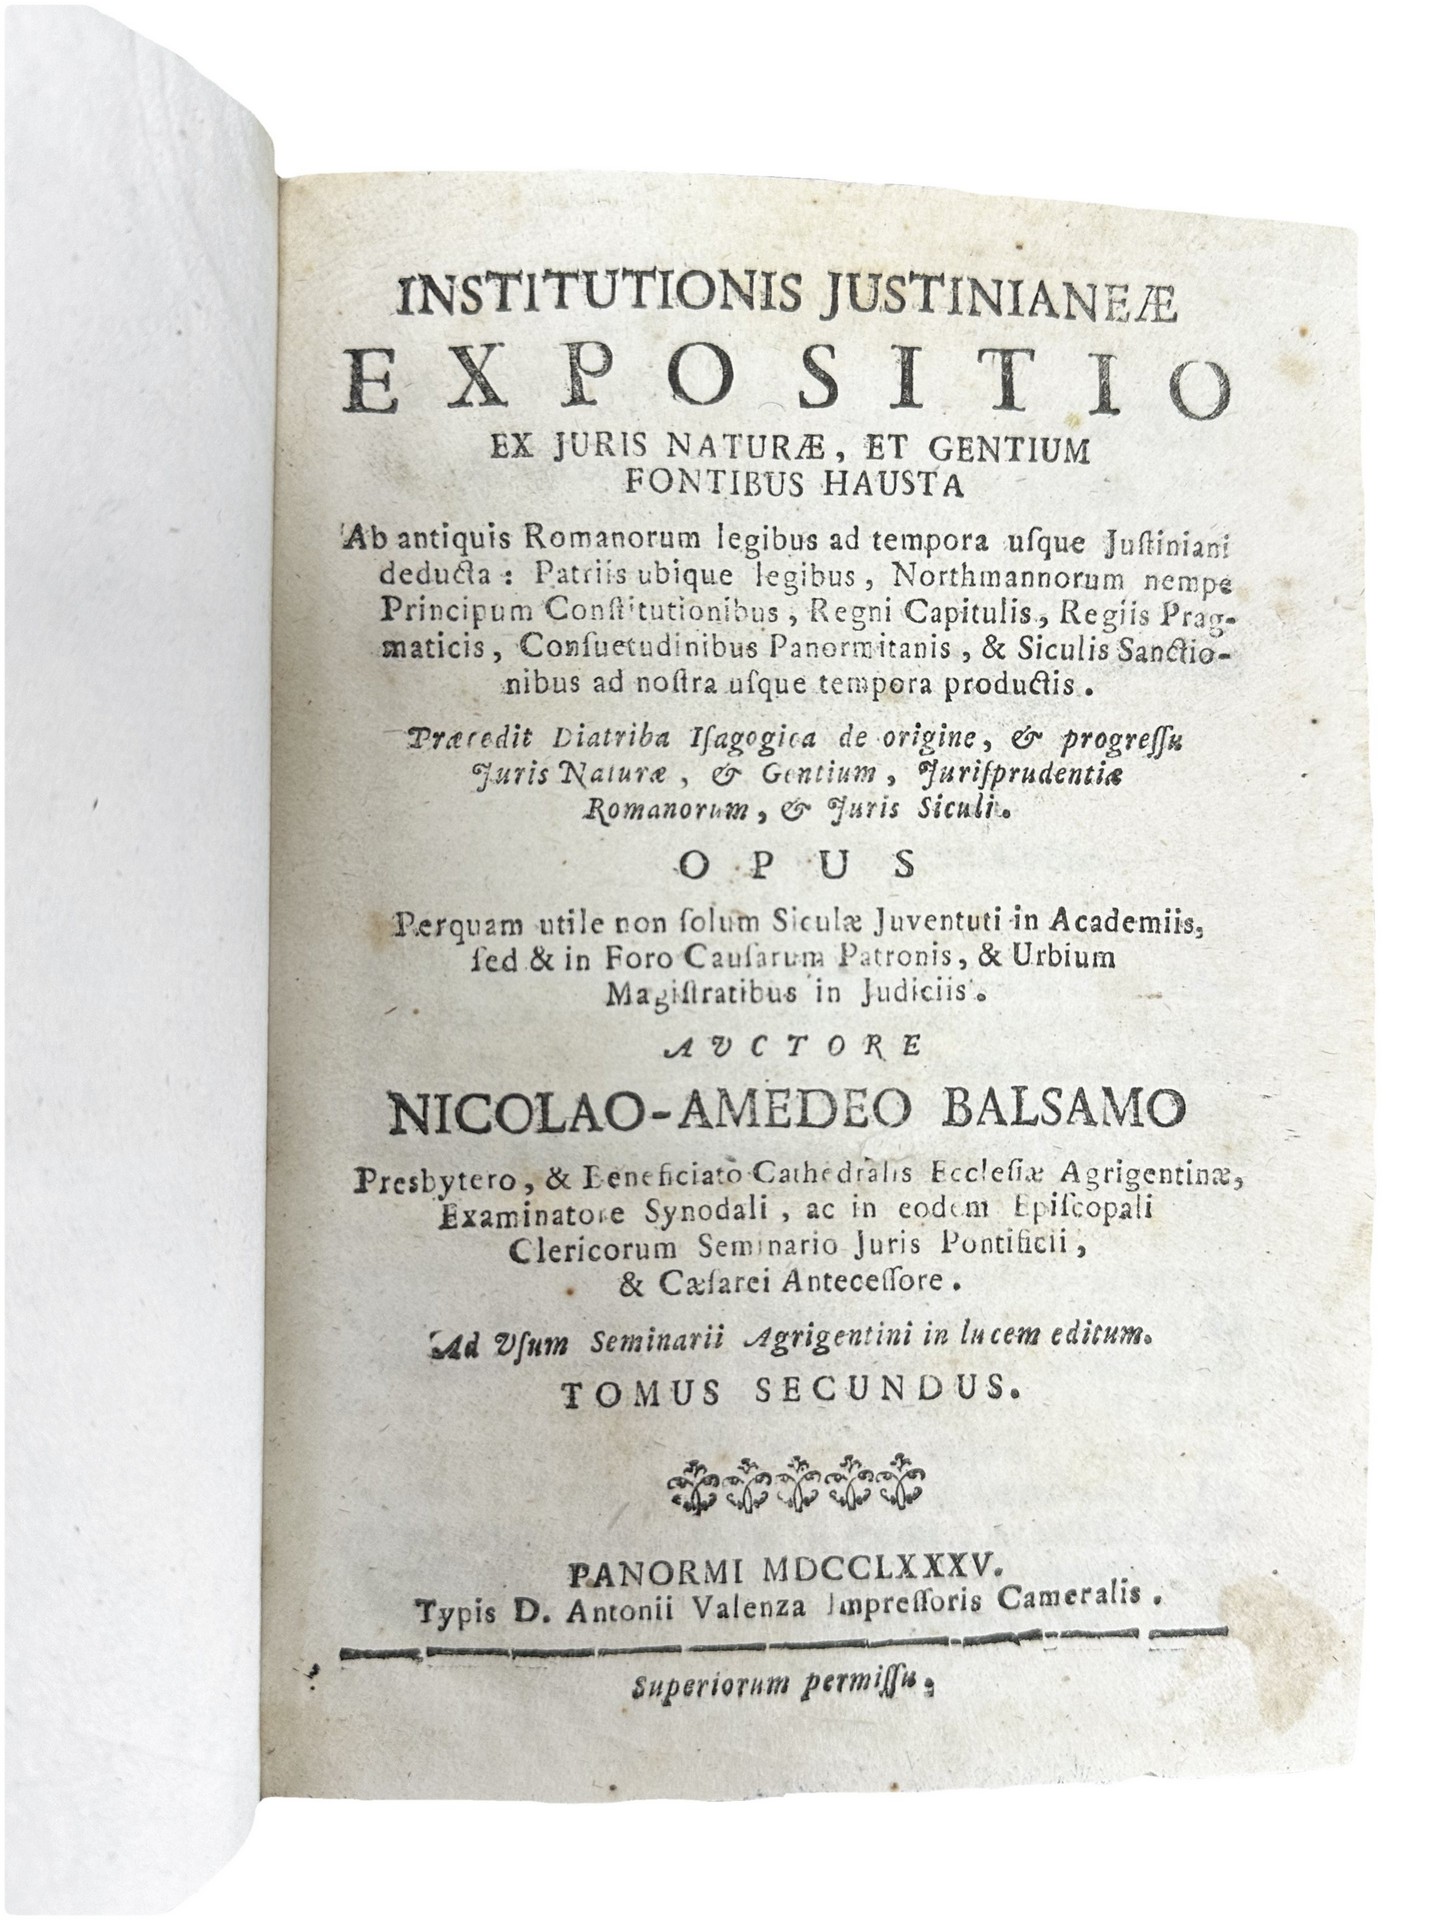 INSTITUTIONIS JUSTINIANEÆ
EXPOSITIO
EX JURIS NATURÆ, ET GENTIUM
FONTIBUS HAUSTA
Ab antiquis Romanorum legibus ad tempora uſque Juſtiniani
deducta : Patriis ubique legibus, Northmannorum nempe
Principum Conſtitutionibus, Regni Capitulis, Regiis Prag-
maticis, Conſuetudinibus Panormitanis, & Siculis Sanctio-
nibus ad noſtra uſque tempora productis.
Præcedit Diatriba Iſagogica de origine, & progreſſu
Juris Naturæ, & Gentium, Juriſprudentiæ
Romanorum, & Juris Siculi.
OPUS
Perquam utile non ſolum Siculæ Juventuti in Academiis,
ſed & in Foro Cauſarum Patronis, & Urbium
Magiſtratibus in Judiciis.
AVCTORE
NICOLAO-AMEDEO BALSAMO
Presbytero, & Beneficiato Cathedralis Eccleſiæ Agrigentinæ,
Examinatore Synodali, ac in eodem Epiſcopali
Clericorum Seminario Juris Pontificii,
& Cæſarei Anteceſſore.
Ad Vſum Seminarii Agrigentini in lucem editum.
TOMUS SECUNDUS.
PANORMI MDCCLXXXV.
Typis D. Antonii Valenza Impreſſoris Cameralis.
Superiorum permiſſu.